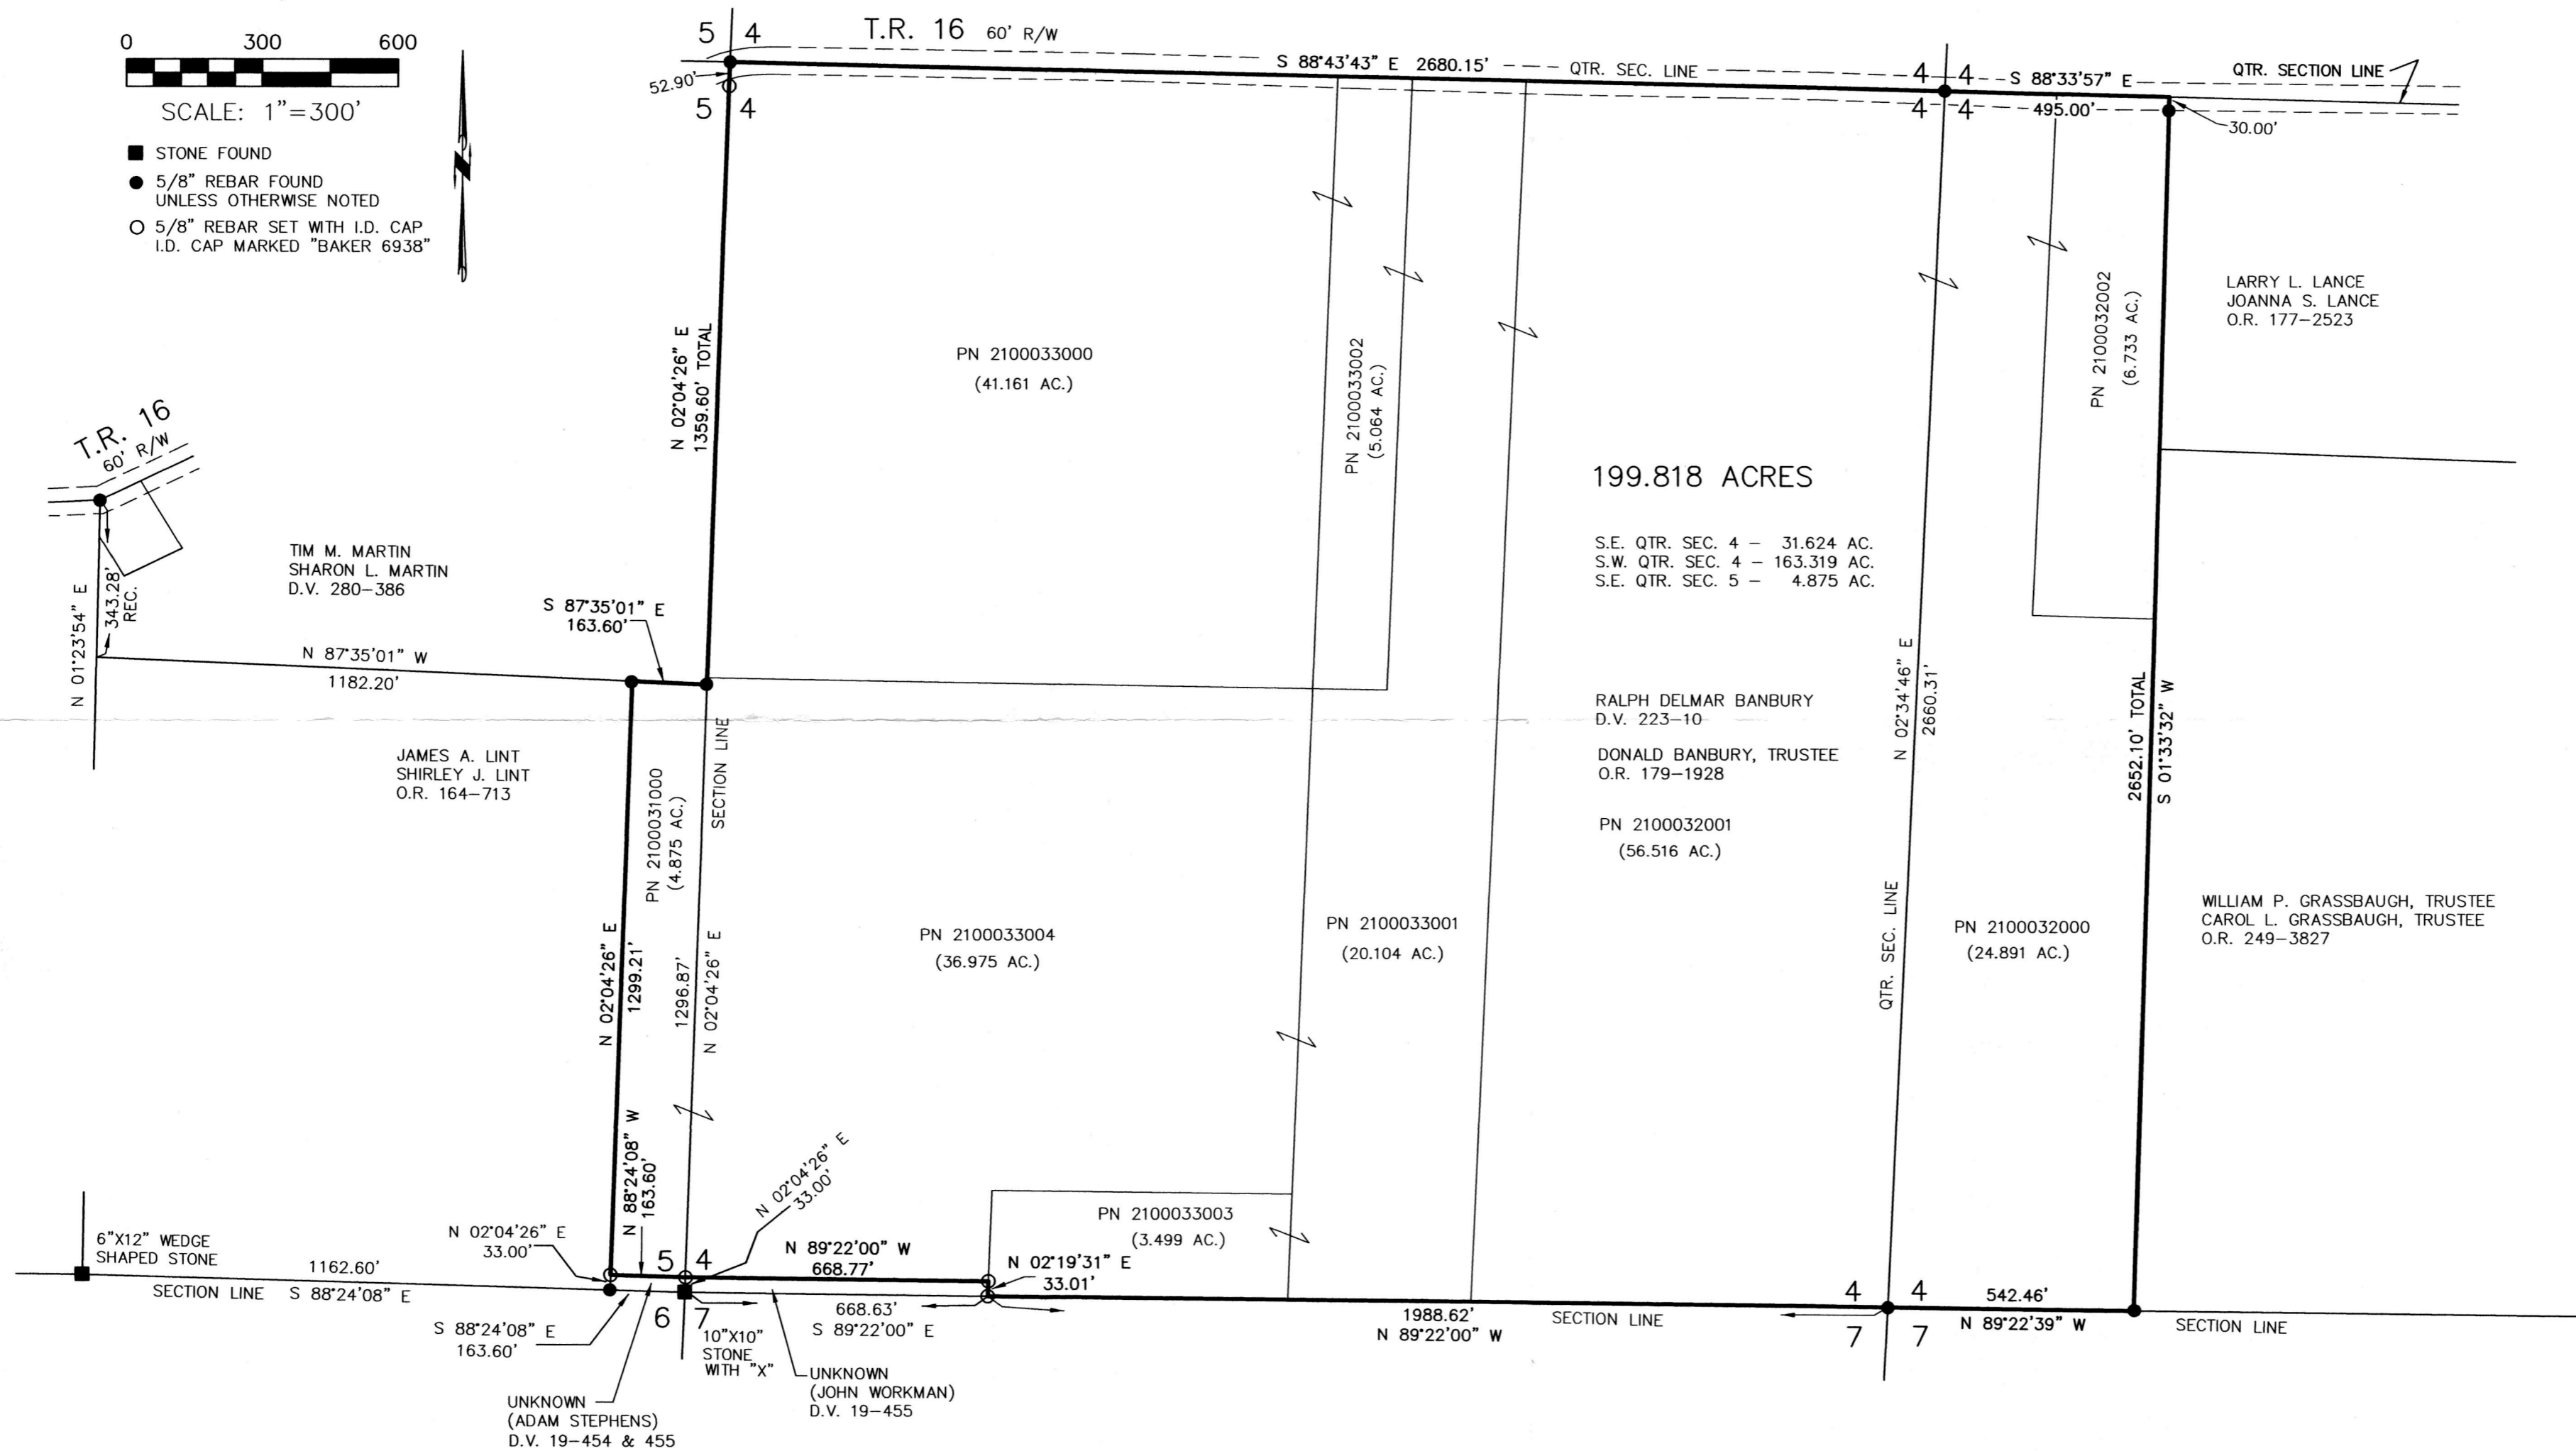 0 300 600
SCALE: 1"=300'
STONE FOUND
5/8" REBAR FOUND
UNLESS OTHERWISE NOTED
5/8" REBAR SET WITH I.D. CAP
I.D. CAP MARKED "BAKER 6938"
N
5 4
5 4
52.90'
T.R. 16 60' R/W
S 88°43'43" E 2680.15'
QTR. SEC. LINE
4 4
4 4
S 88°33'57" E
495.00'
QTR. SECTION LINE
30.00'
N 02°04'26" E
1359.60' TOTAL
PN 2100033000
(41.161 AC.)
PN 2100033002
(5.064 AC.)
PN 2100032002
(6.733 AC.)
LARRY L. LANCE
JOANNA S. LANCE
O.R. 177-2523
T.R. 16
60' R/W
N 01°23'54" E
343.28'
REC.
TIM M. MARTIN
SHARON L. MARTIN
D.V. 280-386
S 87°35'01" E
163.60'
N 87°35'01" W
1182.20'
199.818 ACRES
S.E. QTR. SEC. 4 - 31.624 AC.
S.W. QTR. SEC. 4 - 163.319 AC.
S.E. QTR. SEC. 5 - 4.875 AC.
RALPH DELMAR BANBURY
D.V. 223-10
DONALD BANBURY, TRUSTEE
O.R. 179-1928
PN 2100032001
(56.516 AC.)
N 02°34'46" E
2660.31'
QTR. SEC. LINE
2652.10' TOTAL
S 01°33'32" W
JAMES A. LINT
SHIRLEY J. LINT
O.R. 164-713
PN 2100031000
(4.875 AC.)
SECTION LINE
N 02°04'26" E
1299.21'
1296.87'
N 02°04'26" E
PN 2100033004
(36.975 AC.)
PN 2100033001
(20.104 AC.)
PN 2100032000
(24.891 AC.)
WILLIAM P. GRASSBAUGH, TRUSTEE
CAROL L. GRASSBAUGH, TRUSTEE
O.R. 249-3827
N 88°24'08" W
163.60'
N 02°04'26" E
33.00'
PN 2100033003
(3.499 AC.)
6"X12" WEDGE
SHAPED STONE
1162.60'
SECTION LINE S 88°24'08" E
N 02°04'26" E
33.00'
5 4
6 7
N 89°22'00" W
668.77'
N 02°19'31" E
33.01'
668.63'
S 89°22'00" E
S 88°24'08" E
163.60'
10"X10"
STONE
WITH "X"
UNKNOWN
(JOHN WORKMAN)
D.V. 19-455
UNKNOWN
(ADAM STEPHENS)
D.V. 19-454 & 455
1988.62'
N 89°22'00" W
SECTION LINE
4 4
7 7
542.46'
N 89°22'39" W
SECTION LINE